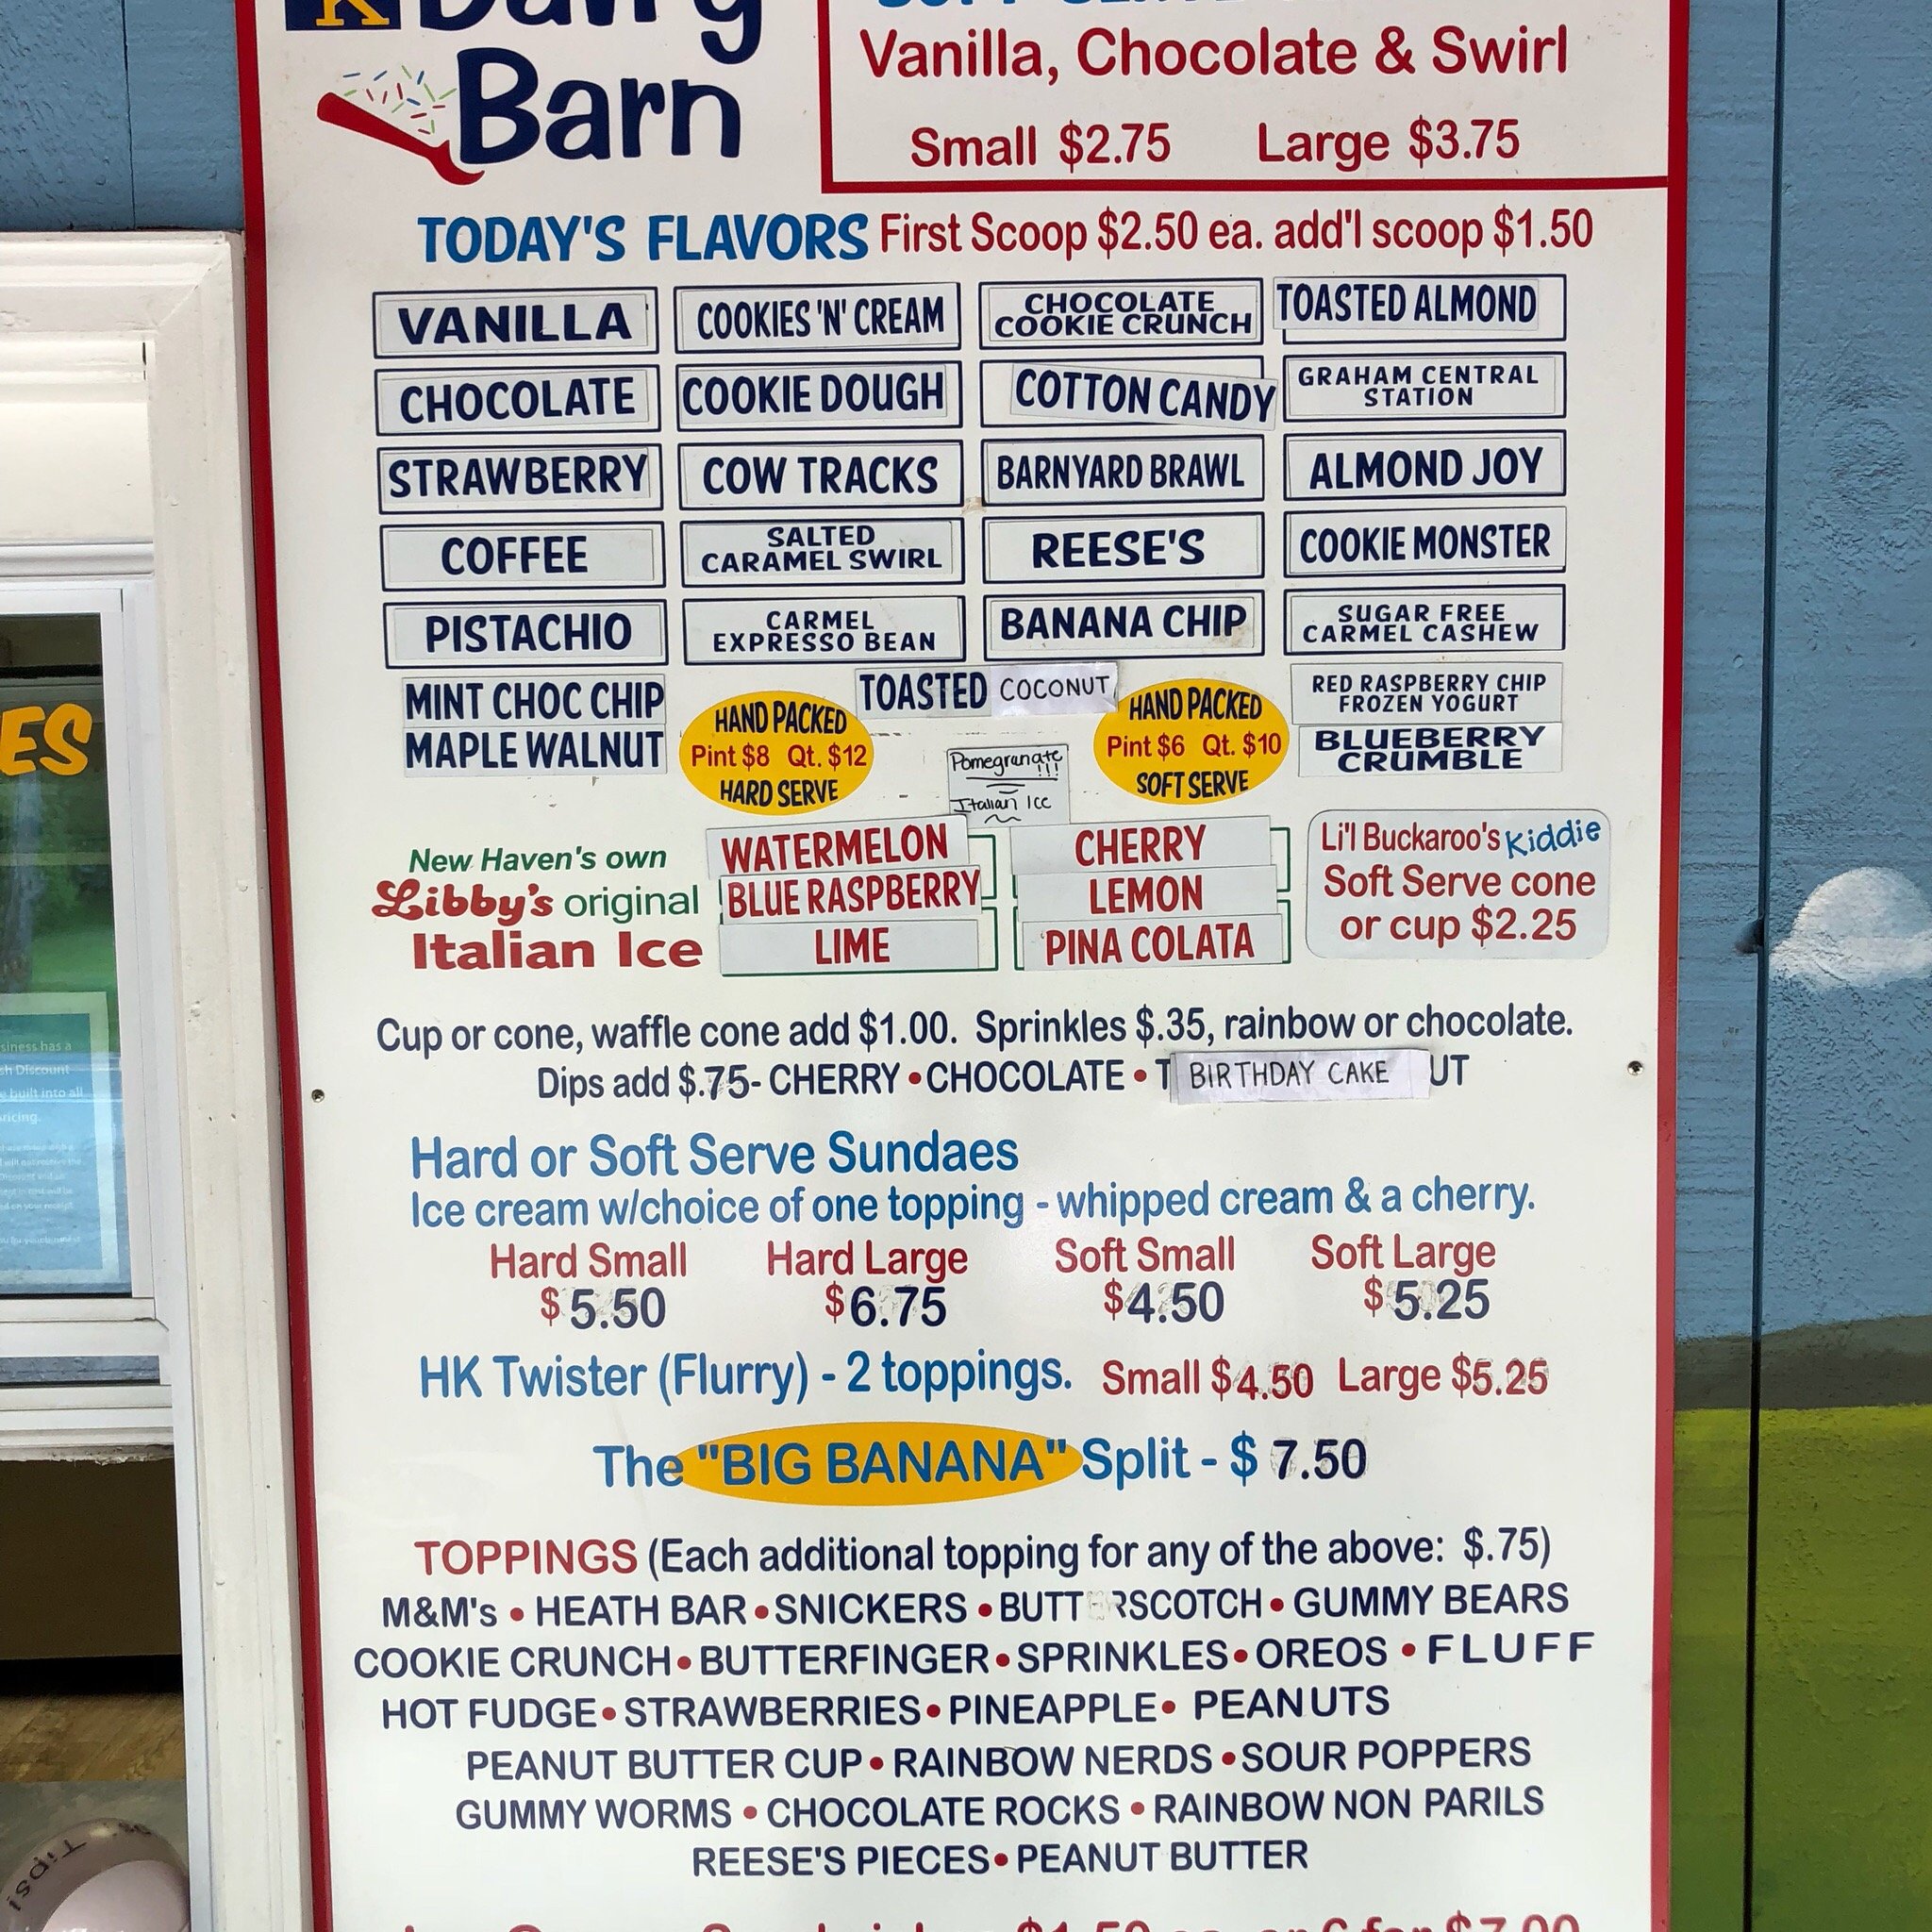 K Dairy
Barn
Vanilla, Chocolate & Swirl
Small $2.75 Large $3.75
TODAY'S FLAVORS First Scoop $2.50 ea. add'l scoop $1.50
VANILLA
COOKIES 'N' CREAM
CHOCOLATE
COOKIE CRUNCH
TOASTED ALMOND
CHOCOLATE
COOKIE DOUGH
COTTON CANDY
GRAHAM CENTRAL
STATION
STRAWBERRY
COW TRACKS
BARNYARD BRAWL
ALMOND JOY
COFFEE
SALTED
CARAMEL SWIRL
REESE'S
COOKIE MONSTER
PISTACHIO
CARMEL
EXPRESSO BEAN
BANANA CHIP
SUGAR FREE
CARMEL CASHEW
MINT CHOC CHIP
MAPLE WALNUT
HAND PACKED
Pint $8 Qt. $12
HARD SERVE
TOASTED COCONUT
Pomegranate
!!!
Italian Ice
HAND PACKED
Pint $6 Qt. $10
SOFT SERVE
RED RASPBERRY CHIP
FROZEN YOGURT
BLUEBERRY
CRUMBLE
New Haven's own
Libby's original
Italian Ice
WATERMELON
BLUE RASPBERRY
LIME
CHERRY
LEMON
PINA COLATA
Li'l Buckaroo's Kiddie
Soft Serve cone
or cup $2.25
Cup or cone, waffle cone add $1.00. Sprinkles $.35, rainbow or chocolate.
Dips add $.75- CHERRY • CHOCOLATE • T BIRTHDAY CAKE UT
Hard or Soft Serve Sundaes
Ice cream w/choice of one topping - whipped cream & a cherry.
Hard Small Hard Large Soft Small Soft Large
$5.50 $6.75 $4.50 $5.25
HK Twister (Flurry) - 2 toppings. Small $4.50 Large $5.25
The "BIG BANANA" Split - $ 7.50
TOPPINGS (Each additional topping for any of the above: $.75)
M&M's • HEATH BAR • SNICKERS • BUTTERSCOTCH • GUMMY BEARS
COOKIE CRUNCH • BUTTERFINGER • SPRINKLES • OREOS • FLUFF
HOT FUDGE • STRAWBERRIES • PINEAPPLE • PEANUTS
PEANUT BUTTER CUP • RAINBOW NERDS • SOUR POPPERS
GUMMY WORMS • CHOCOLATE ROCKS • RAINBOW NON PARILS
REESE'S PIECES • PEANUT BUTTER
ES
siness has a
sh Discount
built into all
ricing.
Tips!